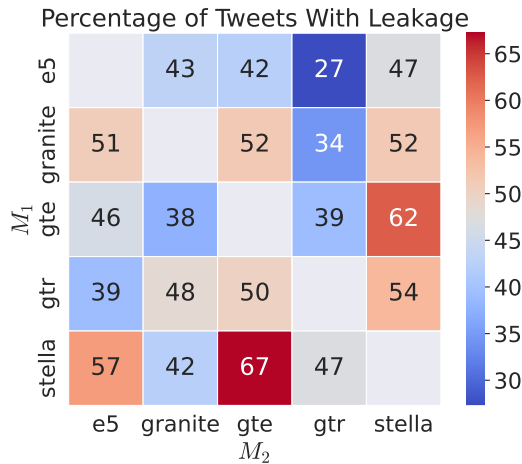 Percentage of Tweets With Leakage
e5 43 42 27 47
granite 51 52 34 52
gte 46 38 39 62
gtr 39 48 50 54
stella 57 42 67 47
M₁
e5 granite gte gtr stella
M₂
65
60
55
50
45
40
35
30